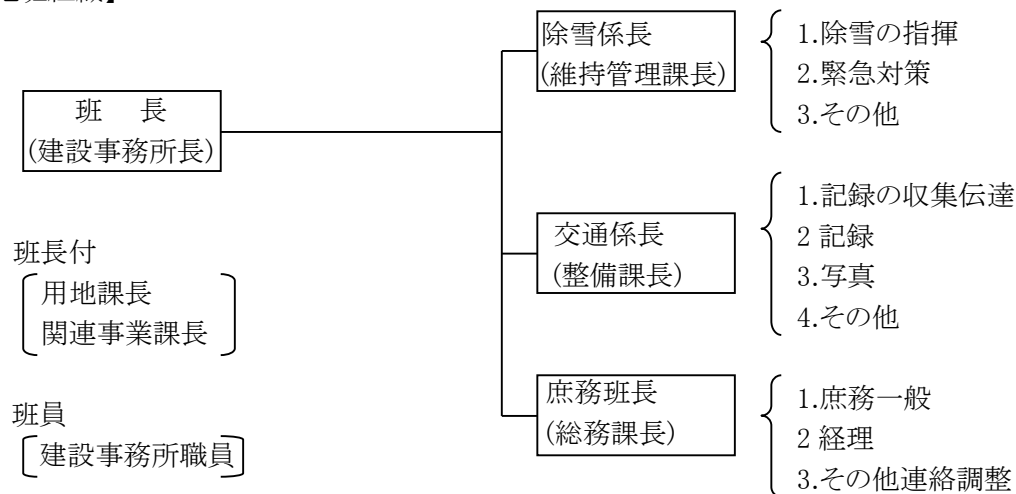 班　長
(建設事務所長)
班長付
用地課長
関連事業課長
班員
建設事務所職員
除雪係長
(維持管理課長)
1.除雪の指揮
2.緊急対策
3.その他
交通係長
(整備課長)
1.記録の収集伝達
2 記録
3.写真
4.その他
庶務班長
(総務課長)
1.庶務一般
2 経理
3.その他連絡調整